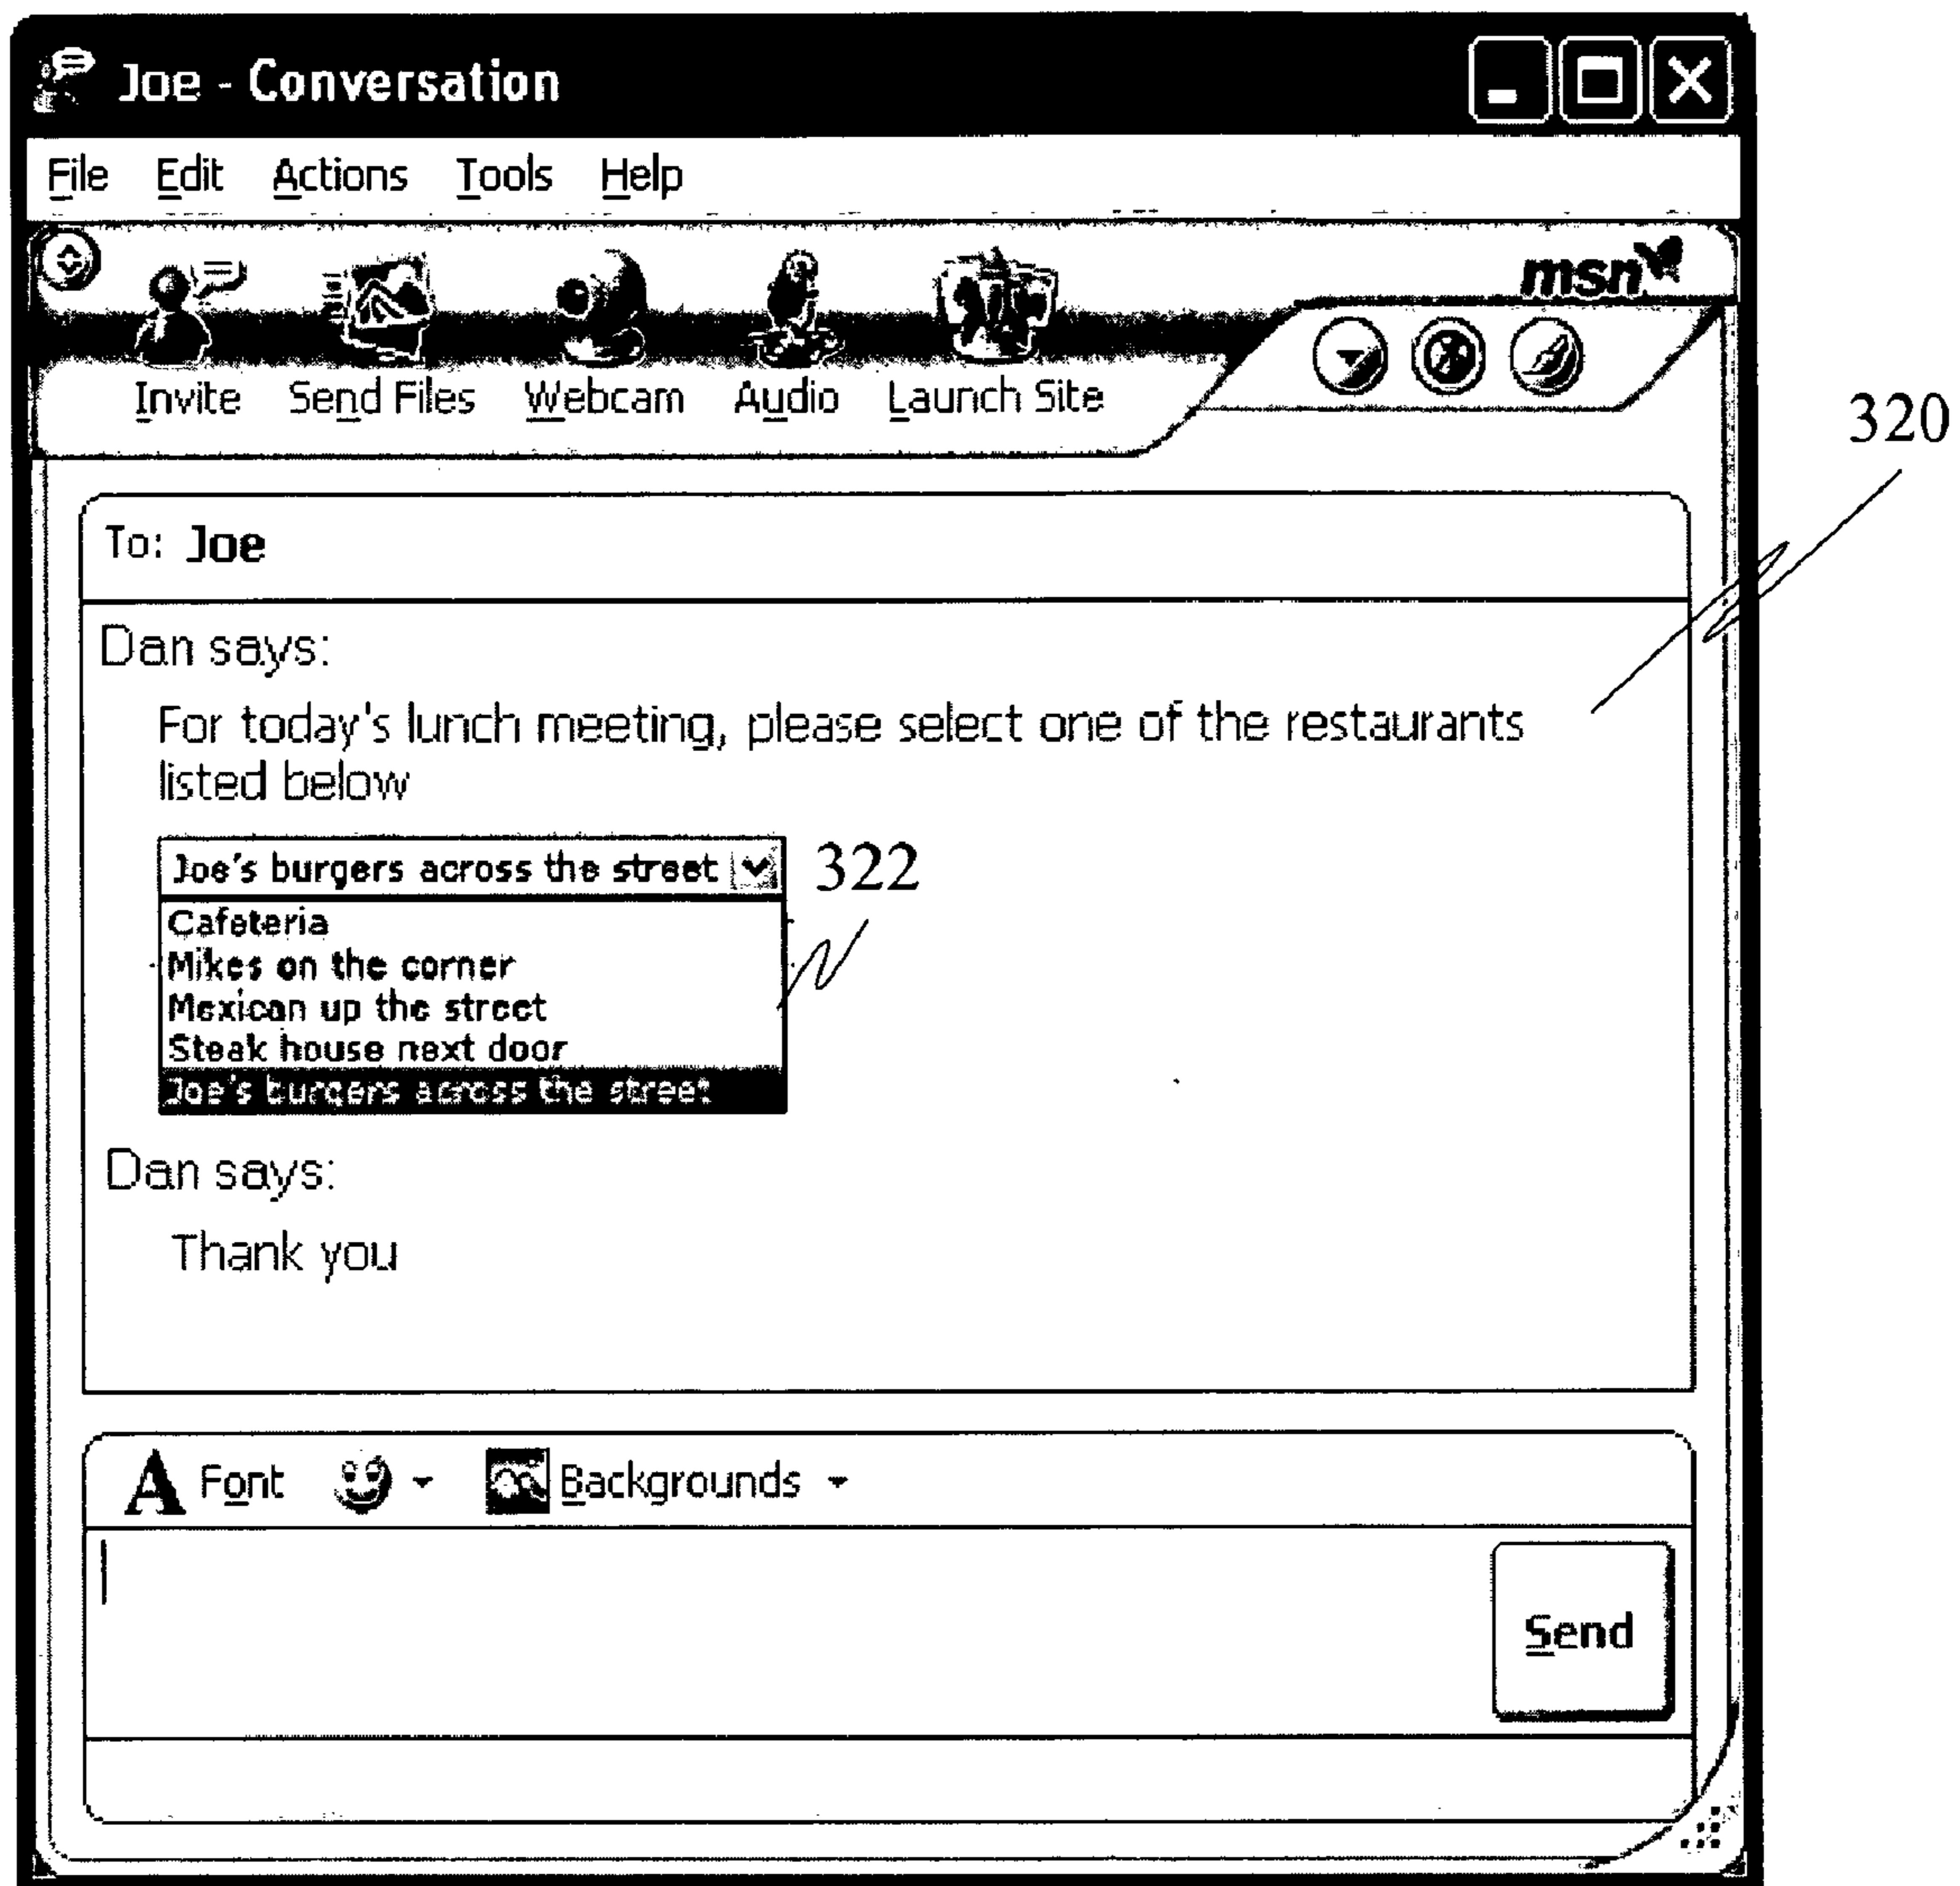 Joe - Conversation
File Edit Actions Tools Help
msn
Invite Send Files Webcam Audio Launch Site
320
To: Joe
Dan says:
For today's lunch meeting, please select one of the restaurants
listed below
Joe's burgers across the street
322
Cafeteria
Mikes on the corner
Mexican up the street
Steak house next door
Joe's burgers across the street
Dan says:
Thank you
A Font Backgrounds
Send